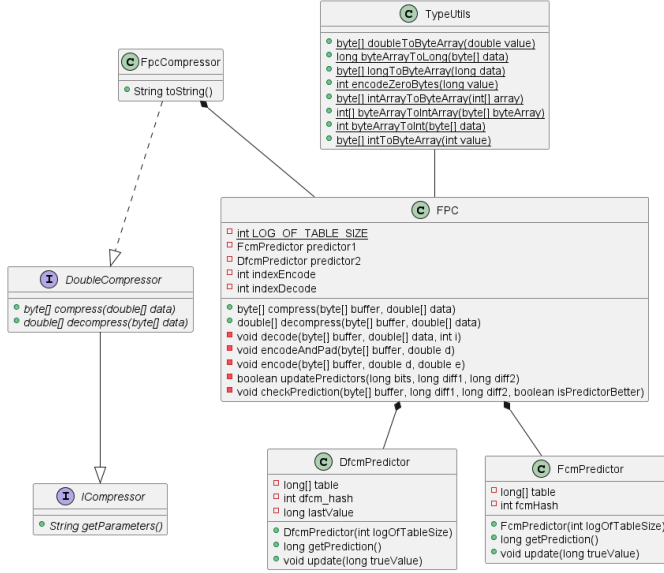 C TypeUtils
byte[] doubleToByteArray(double value)
long byteArrayToLong(byte[] data)
byte[] longToByteArray(long data)
int encodeZeroBytes(long value)
byte[] intArrayToByteArray(int[] array)
int[] byteArrayToIntArray(byte[] byteArray)
int byteArrayToInt(byte[] data)
byte[] intToByteArray(int value)
C FpcCompressor
String toString()
C FPC
int LOG_OF_TABLE_SIZE
FcmPredictor predictor1
DfcmPredictor predictor2
int indexEncode
int indexDecode
byte[] compress(byte[] buffer, double[] data)
double[] decompress(byte[] buffer, double[] data)
void decode(byte[] buffer, double[] data, int i)
void encodeAndPad(byte[] buffer, double d)
void encode(byte[] buffer, double d, double e)
boolean updatePredictors(long bits, long diff1, long diff2)
void checkPrediction(byte[] buffer, long diff1, long diff2, boolean isPredictorBetter)
I DoubleCompressor
byte[] compress(double[] data)
double[] decompress(byte[] data)
I ICompressor
String getParameters()
C DfcmPredictor
long[] table
int dfcm_hash
long lastValue
DfcmPredictor(int logOfTableSize)
long getPrediction()
void update(long trueValue)
C FcmPredictor
long[] table
int fcmHash
FcmPredictor(int logOfTableSize)
long getPrediction()
void update(long trueValue)